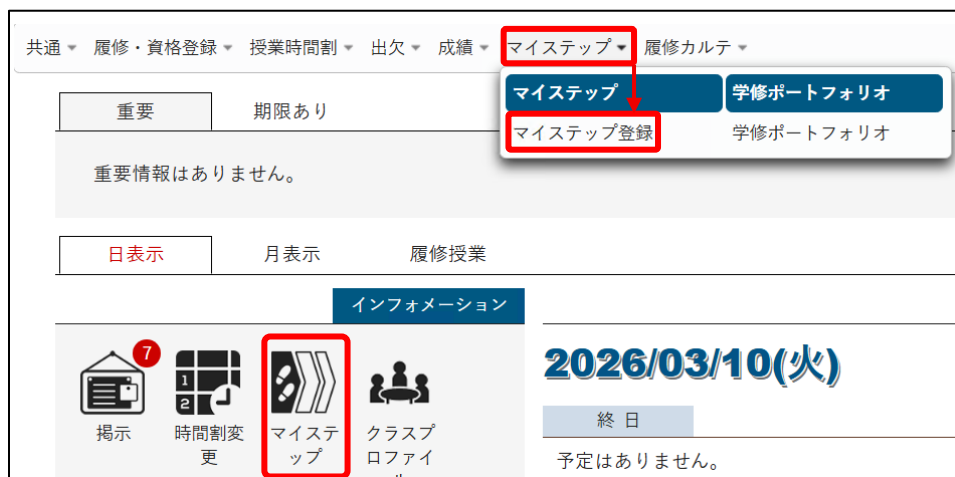 共通 履修・資格登録 授業時間割 出欠 成績 マイステップ 履修カルテ
マイステップ 学修ポートフォリオ
マイステップ登録 学修ポートフォリオ
重要 期限あり
重要情報はありません。
日表示 月表示 履修授業
インフォメーション
7
1
2
掲示
時間割変
更
マイステ
ップ
クラスプ
ロファイ
2026/03/10(火)
終日
予定はありません。